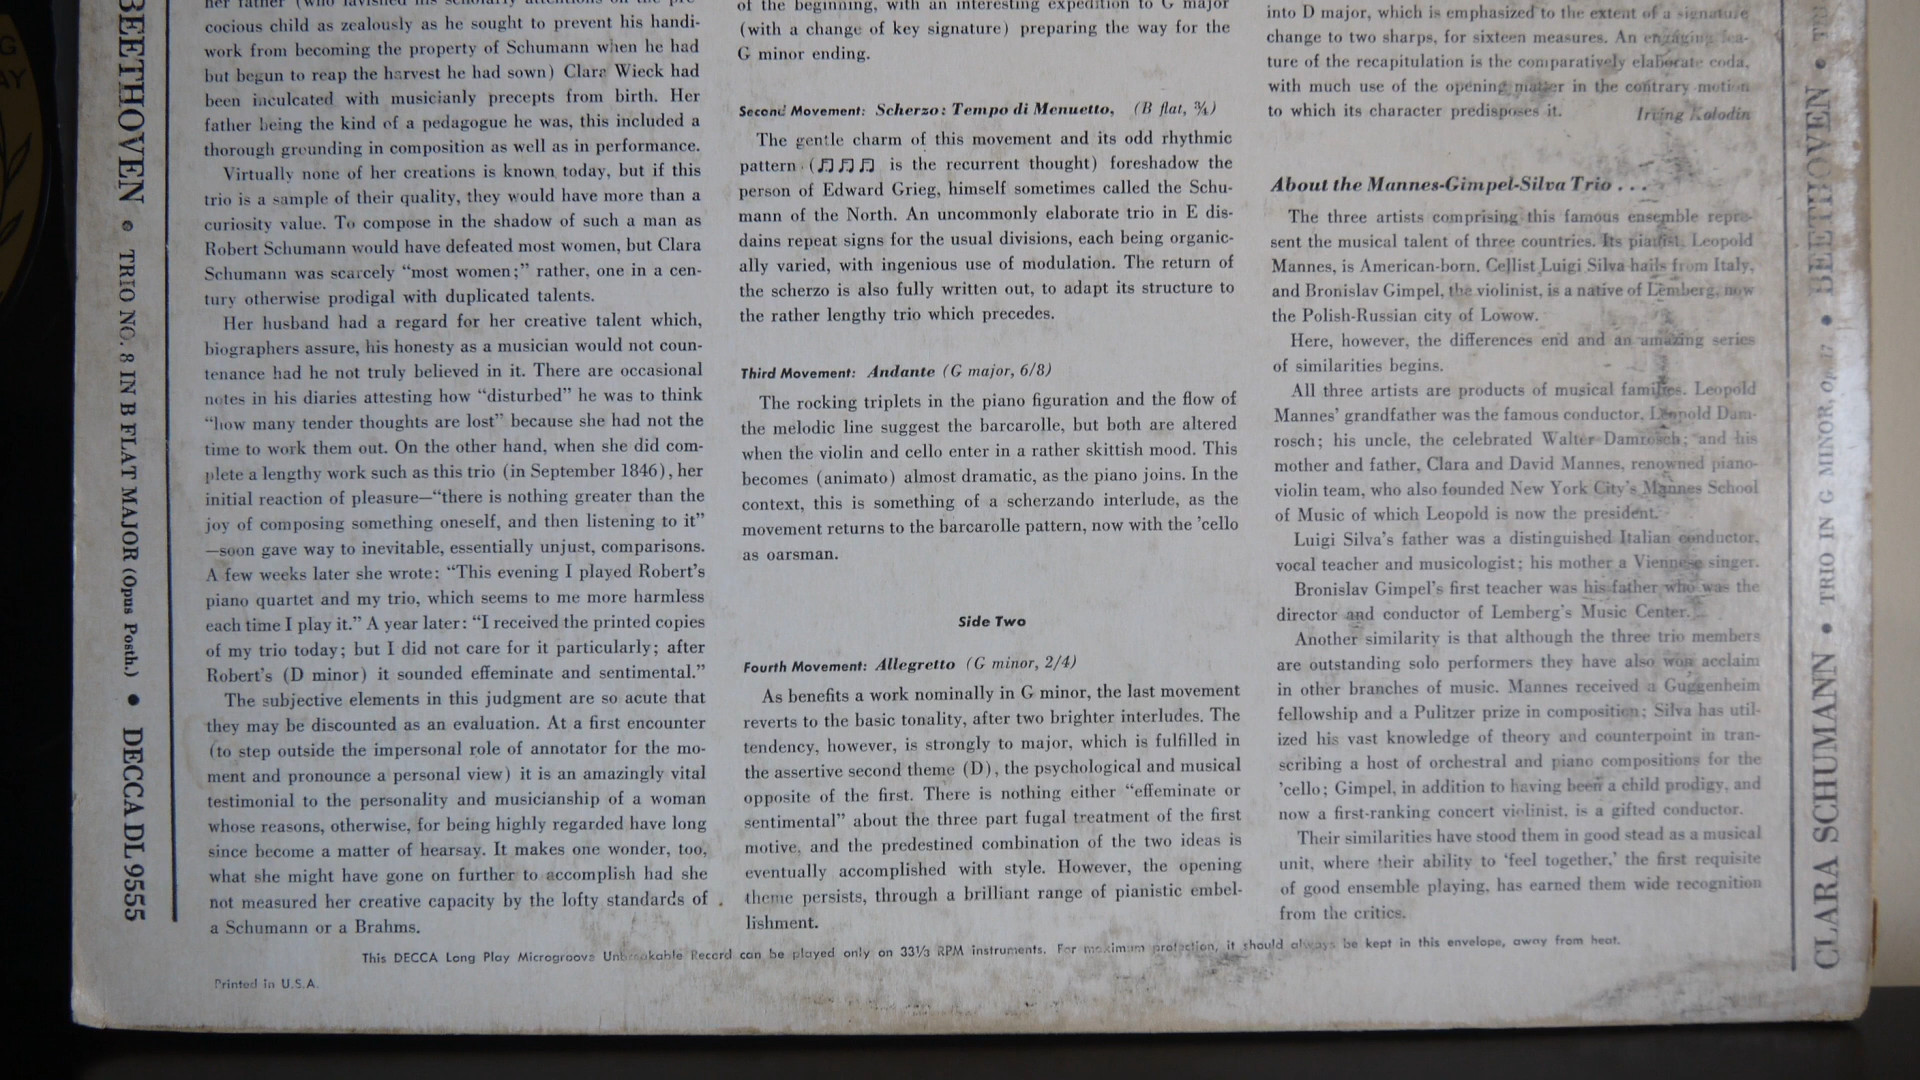 BEETHOVEN • TRIO NO. 8 IN B FLAT MAJOR (Opus Posth.) • DECCA DL 9555
cocious child as zealously as he sought to prevent his handi-
work from becoming the property of Schumann when he had
but begun to reap the harvest he had sown) Clara Wieck had
been inculcated with musicianly precepts from birth. Her
father being the kind of a pedagogue he was, this included a
thorough grounding in composition as well as in performance.
Virtually none of her creations is known today, but if this
trio is a sample of their quality, they would have more than a
curiosity value. To compose in the shadow of such a man as
Robert Schumann would have defeated most women, but Clara
Schumann was scarcely “most women;” rather, one in a cen-
tury otherwise prodigal with duplicated talents.
Her husband had a regard for her creative talent which,
biographers assure, his honesty as a musician would not coun-
tenance had he not truly believed in it. There are occasional
notes in his diaries attesting how “disturbed” he was to think
“how many tender thoughts are lost” because she had not the
time to work them out. On the other hand, when she did com-
plete a lengthy work such as this trio (in September 1846), her
initial reaction of pleasure—“there is nothing greater than the
joy of composing something oneself, and then listening to it”
—soon gave way to inevitable, essentially unjust, comparisons.
A few weeks later she wrote: “This evening I played Robert’s
piano quartet and my trio, which seems to me more harmless
each time I play it.” A year later: “I received the printed copies
of my trio today; but I did not care for it particularly; after
Robert’s (D minor) it sounded effeminate and sentimental.”
The subjective elements in this judgment are so acute that
they may be discounted as an evaluation. At a first encounter
(to step outside the impersonal role of annotator for the mo-
ment and pronounce a personal view) it is an amazingly vital
testimonial to the personality and musicianship of a woman
whose reasons, otherwise, for being highly regarded have long
since become a matter of hearsay. It makes one wonder, too,
what she might have gone on further to accomplish had she
not measured her creative capacity by the lofty standards of
a Schumann or a Brahms.
of the beginning, with an interesting expedition to G major
(with a change of key signature) preparing the way for the
G minor ending.
Second Movement: Scherzo: Tempo di Menuetto, (B flat, ¾)
The gentle charm of this movement and its odd rhythmic
pattern (♫♫♫ is the recurrent thought) foreshadow the
person of Edward Grieg, himself sometimes called the Schu-
mann of the North. An uncommonly elaborate trio in E dis-
dains repeat signs for the usual divisions, each being organic-
ally varied, with ingenious use of modulation. The return of
the scherzo is also fully written out, to adapt its structure to
the rather lengthy trio which precedes.
Third Movement: Andante (G major, 6/8)
The rocking triplets in the piano figuration and the flow of
the melodic line suggest the barcarolle, but both are altered
when the violin and cello enter in a rather skittish mood. This
becomes (animato) almost dramatic, as the piano joins. In the
context, this is something of a scherzando interlude, as the
movement returns to the barcarolle pattern, now with the ’cello
as oarsman.
Side Two
Fourth Movement: Allegretto (G minor, 2/4)
As benefits a work nominally in G minor, the last movement
reverts to the basic tonality, after two brighter interludes. The
tendency, however, is strongly to major, which is fulfilled in
the assertive second theme (D), the psychological and musical
opposite of the first. There is nothing either “effeminate or
sentimental” about the three part fugal treatment of the first
motive, and the predestined combination of the two ideas is
eventually accomplished with style. However, the opening
theme persists, through a brilliant range of pianistic embel-
lishment.
into D major, which is emphasized to the extent of a signature
change to two sharps, for sixteen measures. An engaging fea-
ture of the recapitulation is the comparatively elaborate coda,
with much use of the opening matter in the contrary motion
to which its character predisposes it. Irving Kolodin
About the Mannes-Gimpel-Silva Trio . . .
The three artists comprising this famous ensemble repre-
sent the musical talent of three countries. Its pianist, Leopold
Mannes, is American-born. Cellist Luigi Silva hails from Italy,
and Bronislav Gimpel, the violinist, is a native of Lemberg, now
the Polish-Russian city of Lowow.
Here, however, the differences end and an amazing series
of similarities begins.
All three artists are products of musical families. Leopold
Mannes’ grandfather was the famous conductor, Leopold Dam-
rosch; his uncle, the celebrated Walter Damrosch; and his
mother and father, Clara and David Mannes, renowned piano-
violin team, who also founded New York City’s Mannes School
of Music of which Leopold is now the president.
Luigi Silva’s father was a distinguished Italian conductor,
vocal teacher and musicologist; his mother a Viennese singer.
Bronislav Gimpel’s first teacher was his father who was the
director and conductor of Lemberg’s Music Center.
Another similarity is that although the three trio members
are outstanding solo performers they have also won acclaim
in other branches of music. Mannes received a Guggenheim
fellowship and a Pulitzer prize in composition; Silva has util-
ized his vast knowledge of theory and counterpoint in tran-
scribing a host of orchestral and piano compositions for the
’cello; Gimpel, in addition to having been a child prodigy, and
now a first-ranking concert violinist, is a gifted conductor.
Their similarities have stood them in good stead as a musical
unit, where their ability to ‘feel together,’ the first requisite
of good ensemble playing, has earned them wide recognition
from the critics.
This DECCA Long Play Microgroove Unbreakable Record can be played only on 33⅓ RPM instruments. For maximum protection, it should always be kept in this envelope, away from heat.
Printed in U.S.A.
CLARA SCHUMANN • TRIO IN G MINOR, Op. 17 • BEETHOVEN •